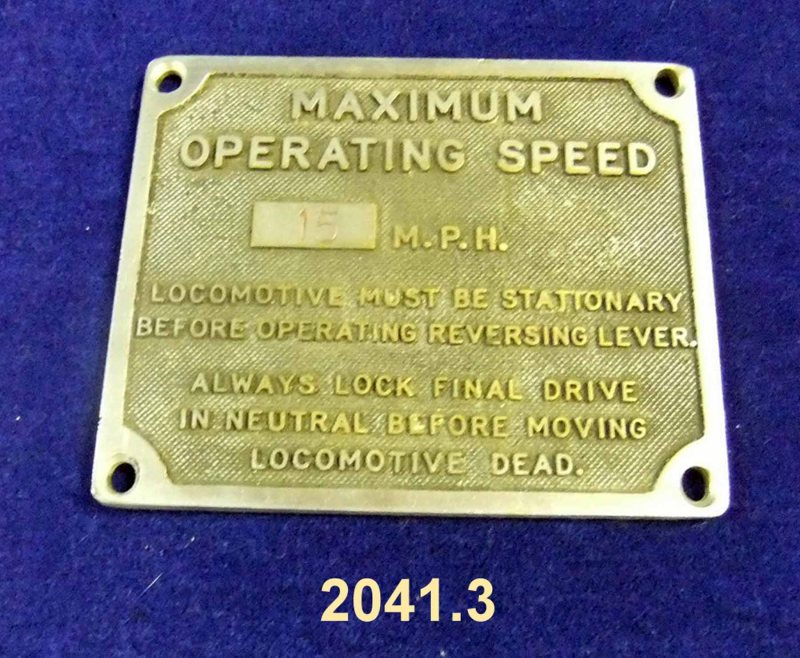 MAXIMUM
OPERATING SPEED
15 M.P.H.
LOCOMOTIVE MUST BE STATIONARY
BEFORE OPERATING REVERSING LEVER.
ALWAYS LOCK FINAL DRIVE
IN NEUTRAL BEFORE MOVING
LOCOMOTIVE DEAD.
2041.3